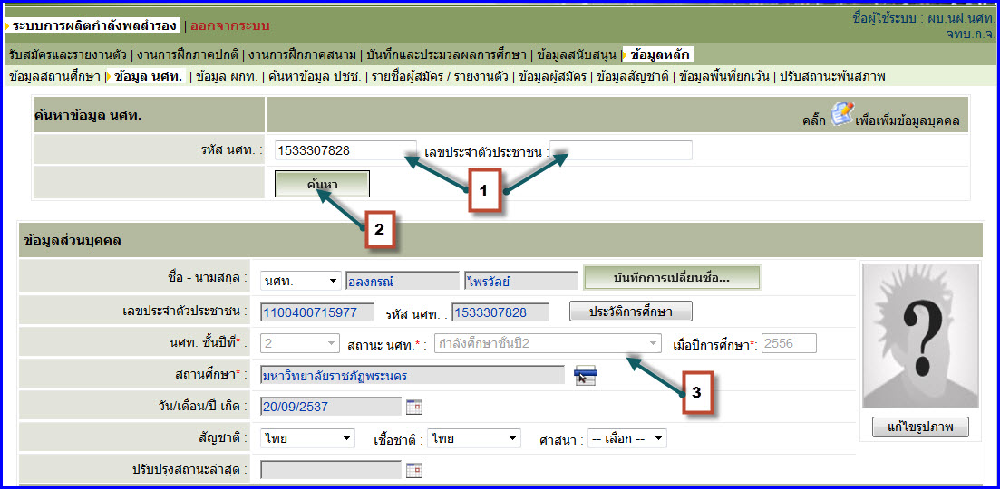 ชื่อผู้ใช้ระบบ : ผบ.นฝ.นศท.
จทบ.ก.จ.
ระบบการผลิตกำลังพลสำรอง | ออกจากระบบ
รับสมัครและรายงานตัว | งานการฝึกภาคปกติ | งานการฝึกภาคสนาม | บันทึกและประมวลผลการศึกษา | ข้อมูลสนับสนุน | ข้อมูลหลัก
ข้อมูลสถานศึกษา | ข้อมูล นศท. | ข้อมูล ผกท. | ค้นหาข้อมูล ปชช. | รายชื่อผู้สมัคร / รายงานตัว | ข้อมูลผู้สมัคร | ข้อมูลสัญชาติ | ข้อมูลพื้นที่ยกเว้น | ปรับสถานะพ้นสภาพ
ค้นหาข้อมูล นศท. คลิ๊ก เพื่อเพิ่มข้อมูลบุคคล
รหัส นศท. : 1533307828 เลขประจำตัวประชาชน :
1
ค้นหา
2
ข้อมูลส่วนบุคคล
ชื่อ - นามสกุล : นศท. อลงกรณ์ ไพรวัลย์ บันทึกการเปลี่ยนชื่อ...
เลขประจำตัวประชาชน : 1100400715977 รหัส นศท. : 1533307828 ประวัติการศึกษา
นศท. ชั้นปีที่* : 2 สถานะ นศท.* : กำลังศึกษาชั้นปี2 เมื่อปีการศึกษา*: 2556
สถานศึกษา* : มหาวิทยาลัยราชภัฏพระนคร
3
วัน/เดือน/ปี เกิด : 20/09/2537
แก้ไขรูปภาพ
สัญชาติ : ไทย เชื้อชาติ : ไทย ศาสนา : -- เลือก --
ปรับปรุงสถานะล่าสุด :